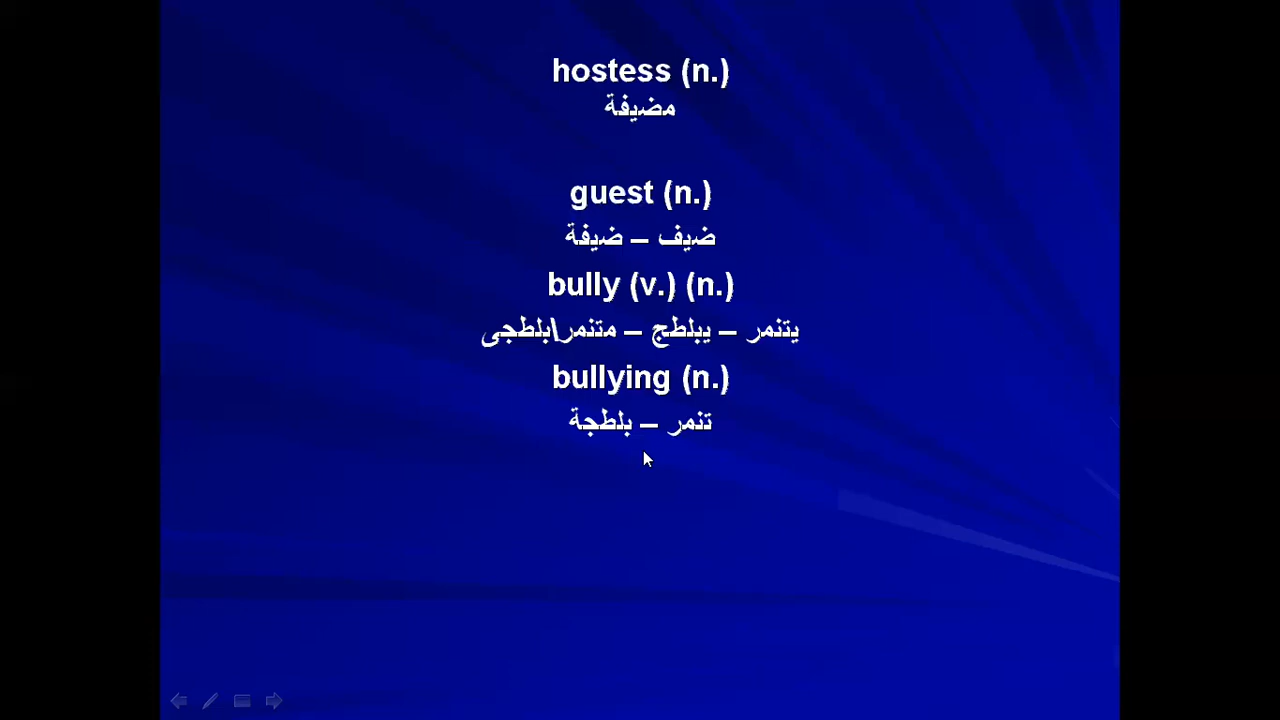 hostess (n.)
مضيفة
guest (n.)
ضيف – ضيفة
bully (v.) (n.)
يتنمر – يبلطج – متنمر\بلطجى
bullying (n.)
تنمر – بلطجة